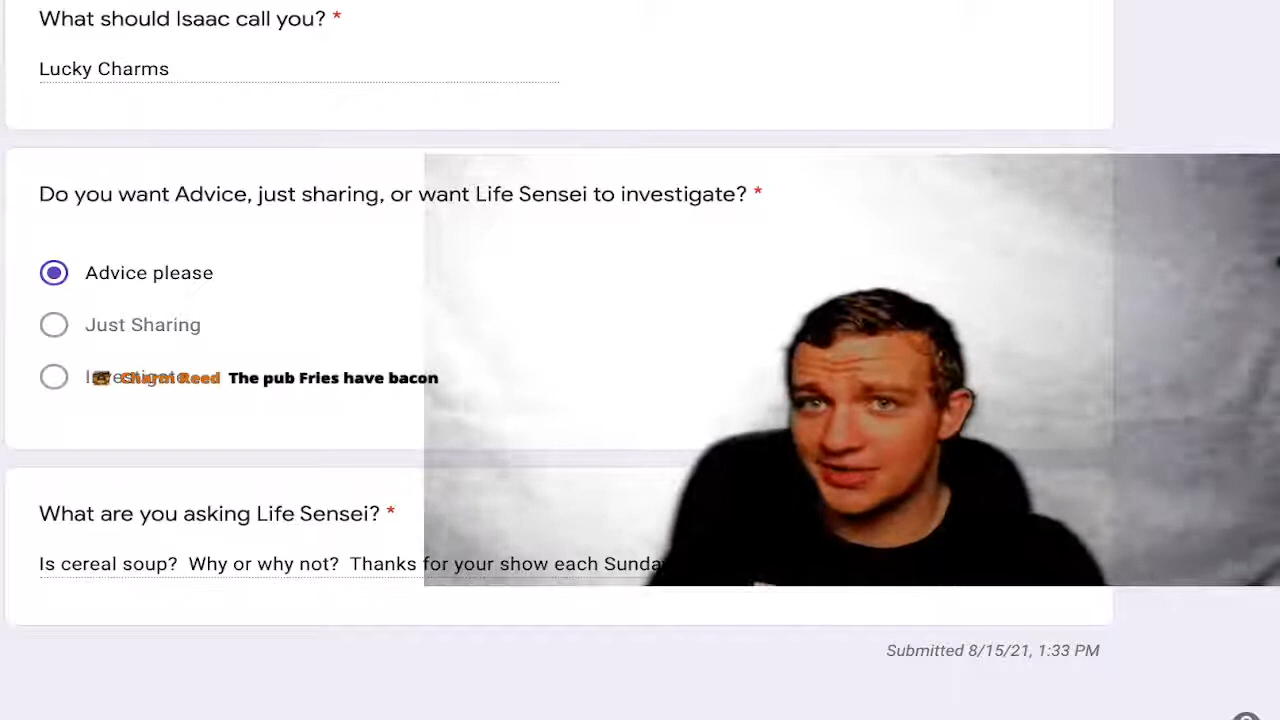 What should Isaac call you? *
Lucky Charms
Do you want Advice, just sharing, or want Life Sensei to investigate? *
Advice please
Just Sharing
Charm Reed The pub Fries have bacon
What are you asking Life Sensei? *
Is cereal soup? Why or why not? Thanks for your show each
Submitted 8/15/21, 1:33 PM